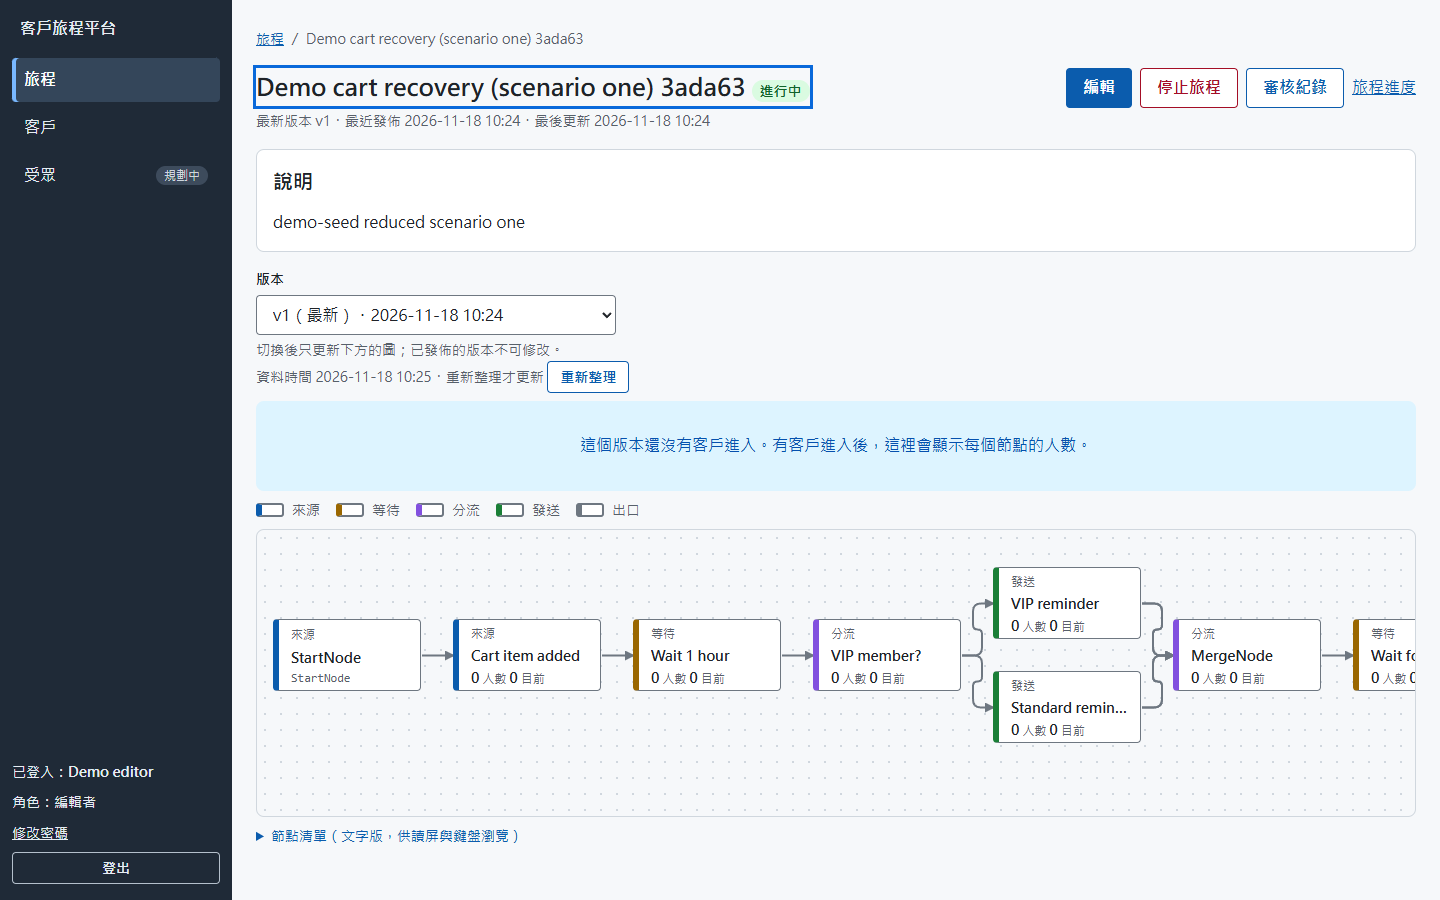 客戶旅程平台
旅程
客戶
受眾 規劃中
已登入：Demo editor
角色：編輯者
修改密碼
登出
旅程 / Demo cart recovery (scenario one) 3ada63
Demo cart recovery (scenario one) 3ada63 進行中
編輯 停止旅程 審核紀錄 旅程進度
最新版本 v1 · 最近發佈 2026-11-18 10:24 · 最後更新 2026-11-18 10:24
說明
demo-seed reduced scenario one
版本
v1（最新）· 2026-11-18 10:24
切換後只更新下方的圖；已發佈的版本不可修改。
資料時間 2026-11-18 10:25 · 重新整理才更新 重新整理
這個版本還沒有客戶進入。有客戶進入後，這裡會顯示每個節點的人數。
來源 等待 分流 發送 出口
來源
StartNode
StartNode
來源
Cart item added
0 人數 0 目前
等待
Wait 1 hour
0 人數 0 目前
分流
VIP member?
0 人數 0 目前
發送
VIP reminder
0 人數 0 目前
發送
Standard remin...
0 人數 0 目前
分流
MergeNode
0 人數 0 目前
等待
Wait fo
0 人數 0
▶ 節點清單（文字版，供讀屏與鍵盤瀏覽）